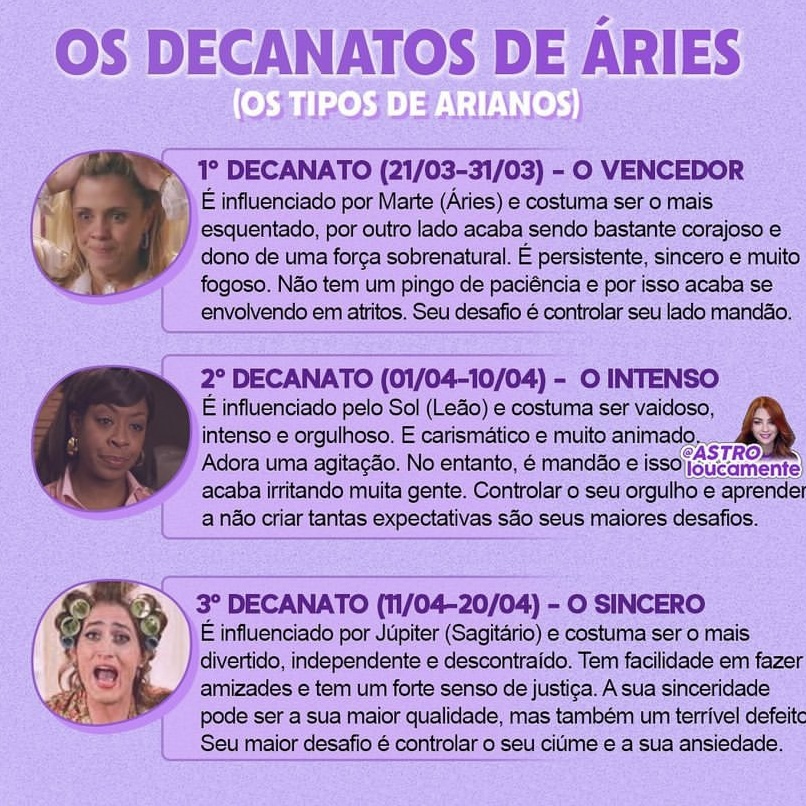 OS DECANATOS DE ÁRIES
(OS TIPOS DE ARIANOS)
1º DECANATO (21/03-31/03) - O VENCEDOR
É influenciado por Marte (Áries) e costuma ser o mais
esquentado, por outro lado acaba sendo bastante corajoso e
dono de uma força sobrenatural. É persistente, sincero e muito
fogoso. Não tem um pingo de paciência e por isso acaba se
envolvendo em atritos. Seu desafio é controlar seu lado mandão.
2º DECANATO (01/04-10/04) - O INTENSO
É influenciado pelo Sol (Leão) e costuma ser vaidoso,
intenso e orgulhoso. E carismático e muito animado.
Adora uma agitação. No entanto, é mandão e isso
acaba irritando muita gente. Controlar o seu orgulho e aprender
a não criar tantas expectativas são seus maiores desafios.
@ASTRO
loucamente
3º DECANATO (11/04-20/04) - O SINCERO
É influenciado por Júpiter (Sagitário) e costuma ser o mais
divertido, independente e descontraído. Tem facilidade em fazer
amizades e tem um forte senso de justiça. A sua sinceridade
pode ser a sua maior qualidade, mas também um terrível defeito
Seu maior desafio é controlar o seu ciúme e a sua ansiedade.